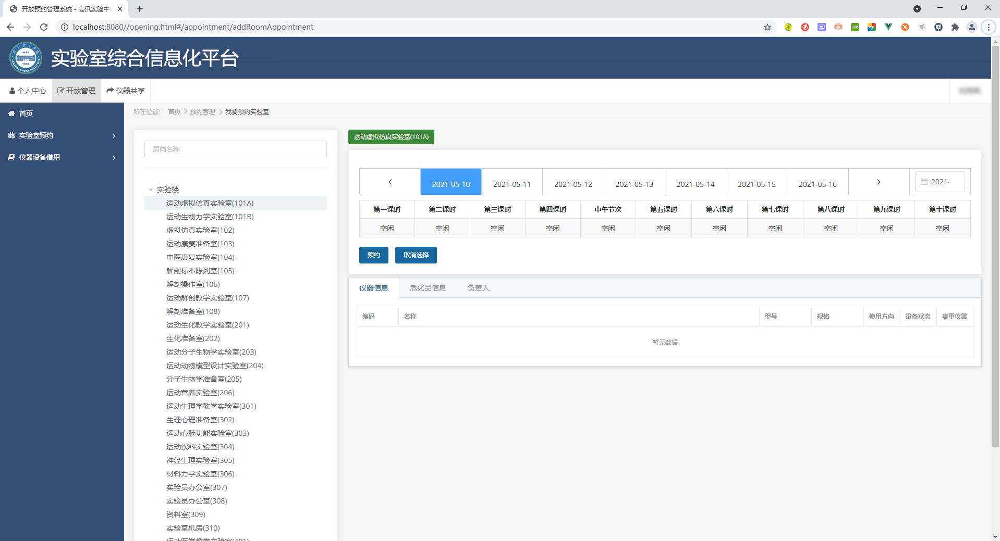 开放预约管理系统 - 高讯实验中心
localhost:8080//opening.html#/appointment/addRoomAppointment
CORS
NSI
1956
NANJING SPORT INSTITUTE
实验室综合信息化平台
个人中心 开放管理 仪器共享
首页
实验室预约
仪器设备借用
所在位置: 首页 预约管理 我要预约实验室
房间名称
实验楼
运动虚拟仿真实验室(101A)
运动生物力学实验室(101B)
虚拟仿真实验室(102)
运动康复准备室(103)
中医康复实验室(104)
解剖标本陈列室(105)
解剖操作室(106)
运动解剖教学实验室(107)
解剖准备室(108)
运动生化教学实验室(201)
生化准备室(202)
运动分子生物学实验室(203)
运动动物模型设计实验室(204)
分子生物学准备室(205)
运动营养实验室(206)
运动生理学教学实验室(301)
生理心理准备室(302)
运动心肺功能实验室(303)
运动饮料实验室(304)
神经生理实验室(305)
材料力学实验室(306)
实验员办公室(307)
实验员办公室(308)
资料室(309)
实验室机房(310)
运动医学教学实验室(401)
运动虚拟仿真实验室(101A)
2021-05-10 2021-05-11 2021-05-12 2021-05-13 2021-05-14 2021-05-15 2021-05-16 2021-
第一课时 第二课时 第三课时 第四课时 中午节次 第五课时 第六课时 第七课时 第八课时 第九课时 第十课时
空闲 空闲 空闲 空闲 空闲 空闲 空闲 空闲 空闲 空闲 空闲
预约 取消选择
仪器信息 危化品信息 负责人
编码 名称 型号 规格 使用方向 设备状态 贵重仪器
暂无数据